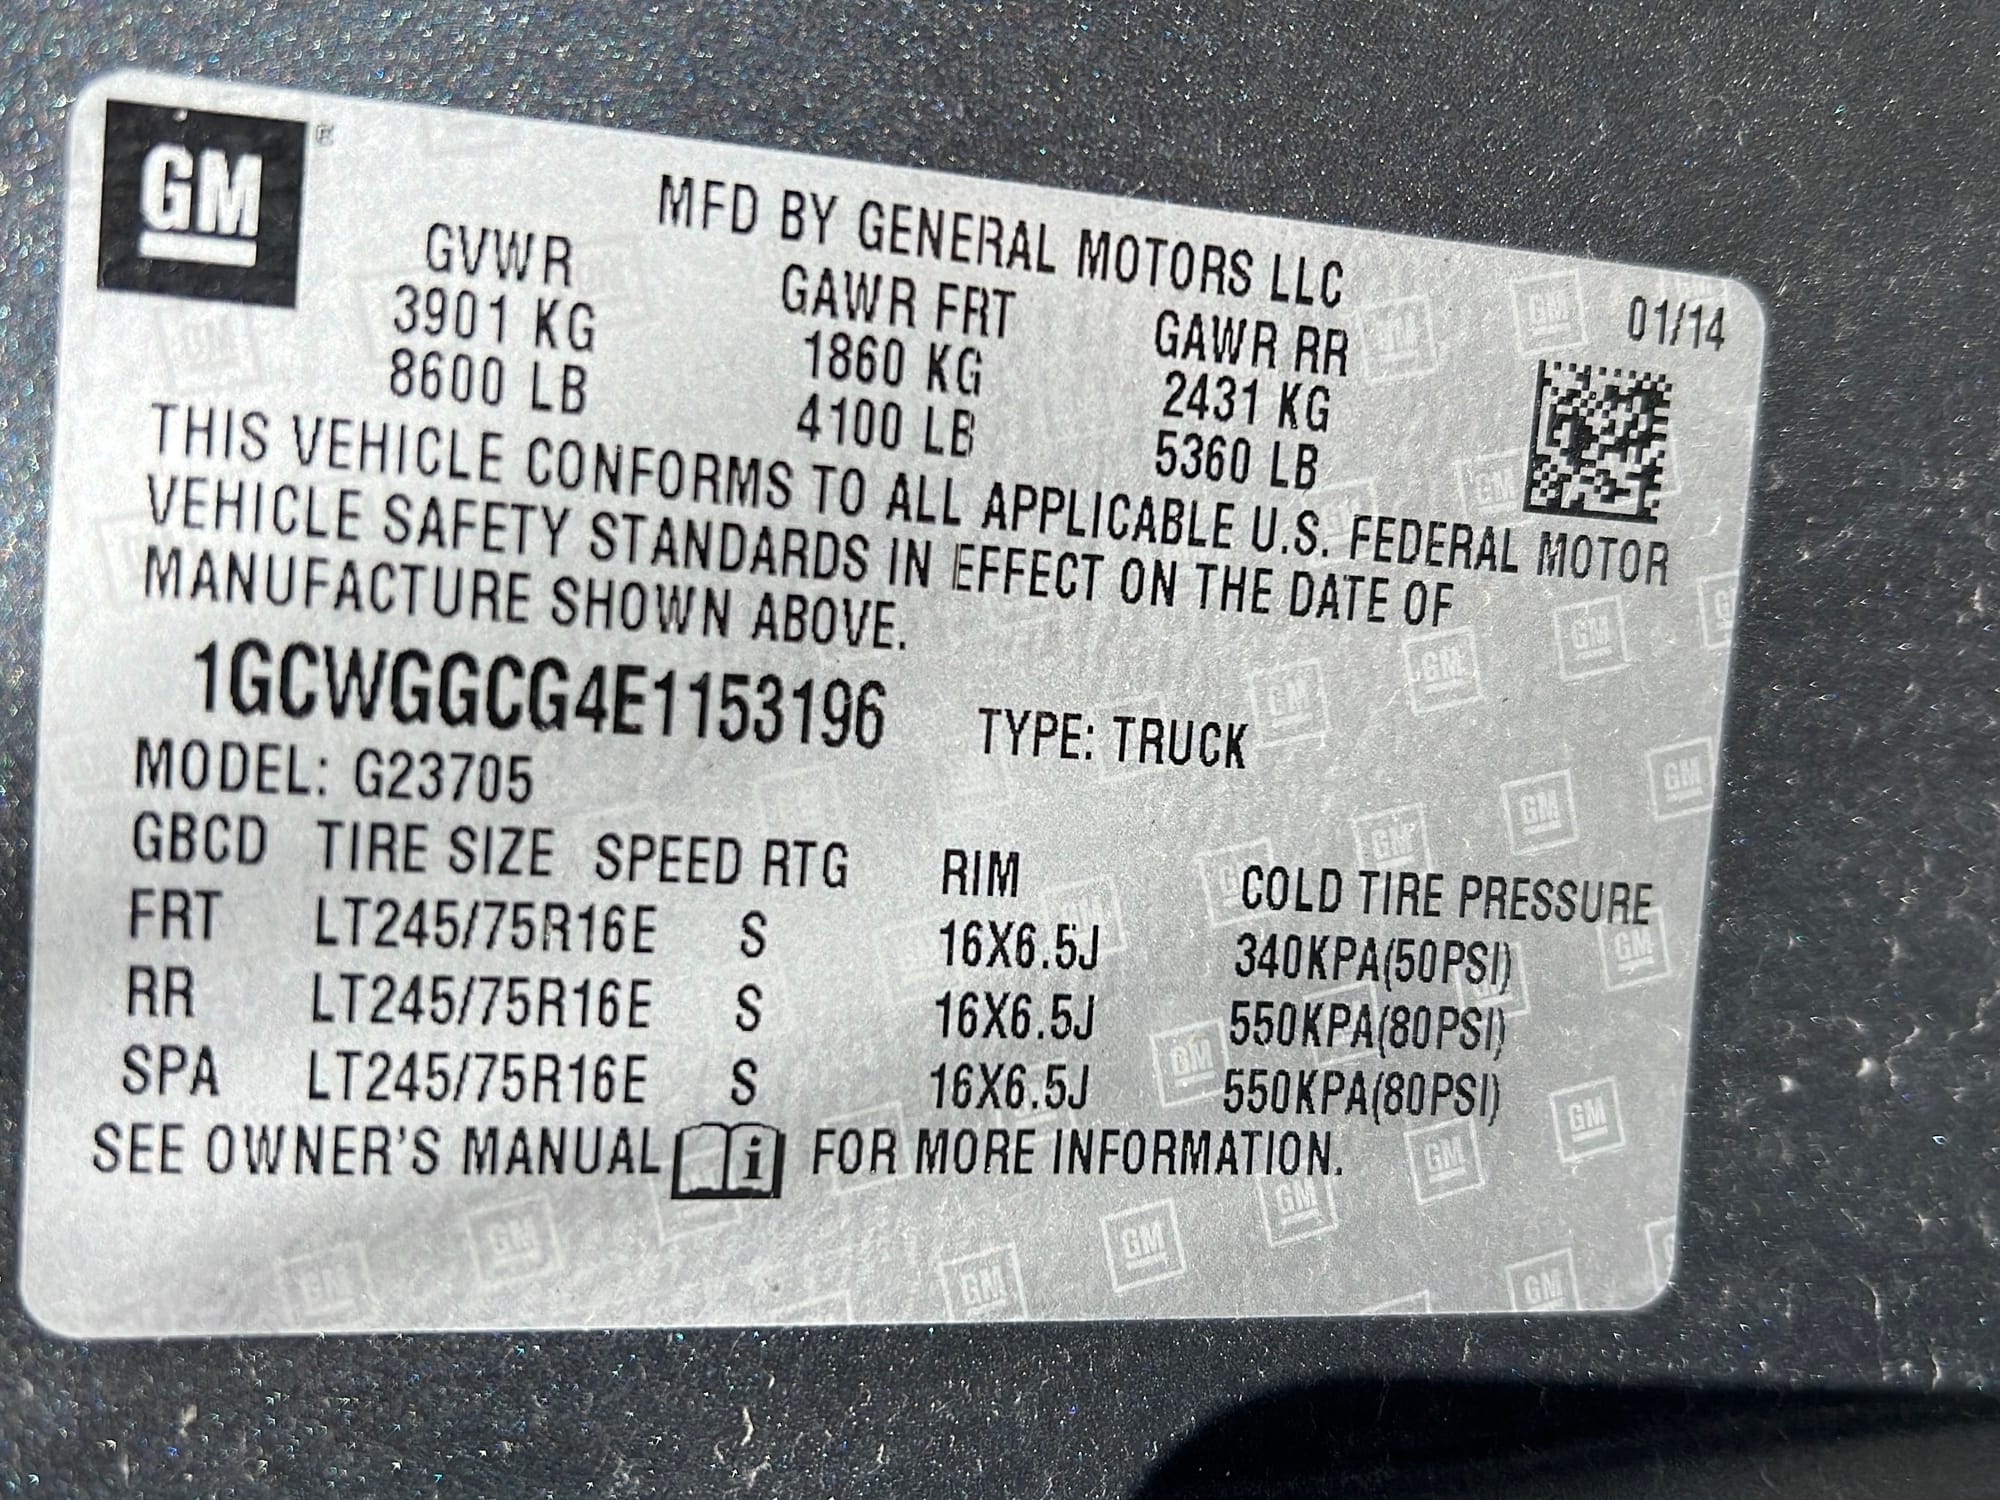 GM
MFD BY GENERAL MOTORS LLC
01/14
GVWR GAWR FRT GAWR RR
3901 KG 1860 KG 2431 KG
8600 LB 4100 LB 5360 LB
THIS VEHICLE CONFORMS TO ALL APPLICABLE U.S. FEDERAL MOTOR
VEHICLE SAFETY STANDARDS IN EFFECT ON THE DATE OF
MANUFACTURE SHOWN ABOVE.
1GCWGGCG4E1153196 TYPE: TRUCK
MODEL: G23705
GBCD TIRE SIZE SPEED RTG RIM COLD TIRE PRESSURE
FRT LT245/75R16E S 16X6.5J 340KPA(50PSI)
RR LT245/75R16E S 16X6.5J 550KPA(80PSI)
SPA LT245/75R16E S 16X6.5J 550KPA(80PSI)
SEE OWNER'S MANUAL i FOR MORE INFORMATION.